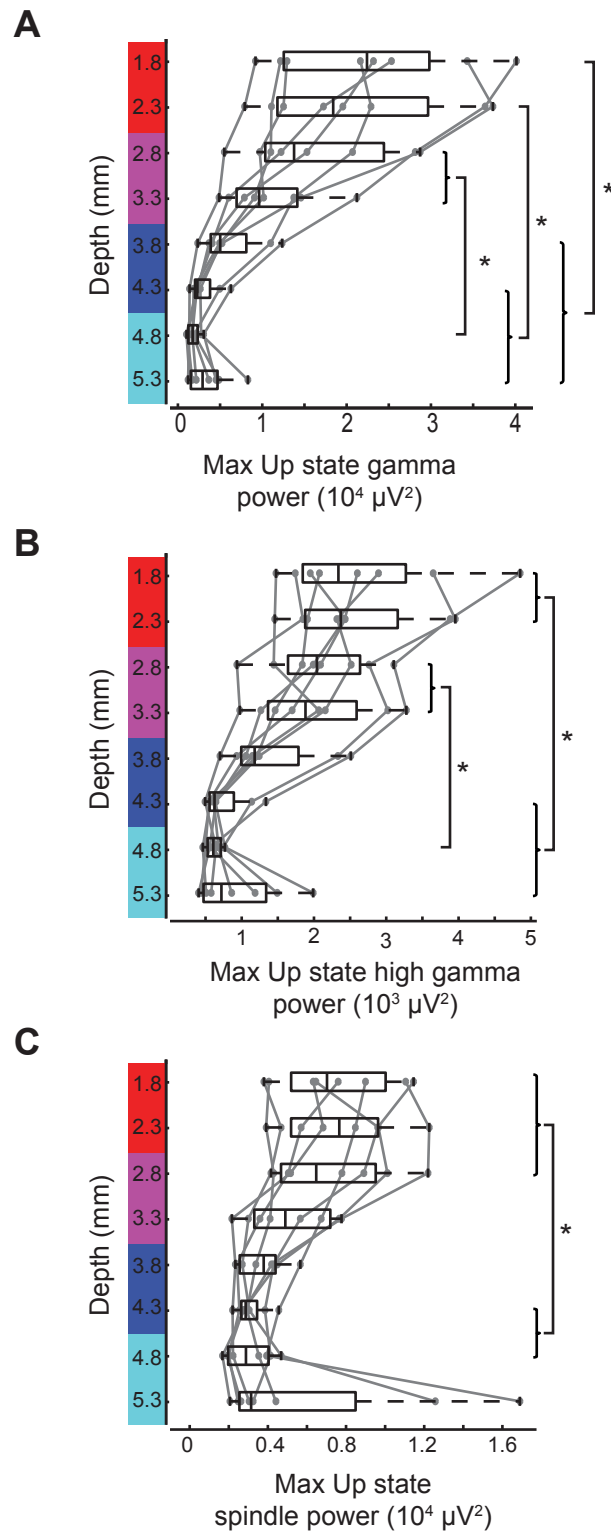 A
Depth (mm)
1.8
2.3
2.8
3.3
3.8
4.3
4.8
5.3
*
*
*
0 1 2 3 4
Max Up state gamma
power (10⁴ µV²)
B
Depth (mm)
1.8
2.3
2.8
3.3
3.8
4.3
4.8
5.3
*
*
1 2 3 4 5
Max Up state high gamma
power (10³ µV²)
C
Depth (mm)
1.8
2.3
2.8
3.3
3.8
4.3
4.8
5.3
*
0 0.4 0.8 1.2 1.6
Max Up state
spindle power (10⁴ µV²)